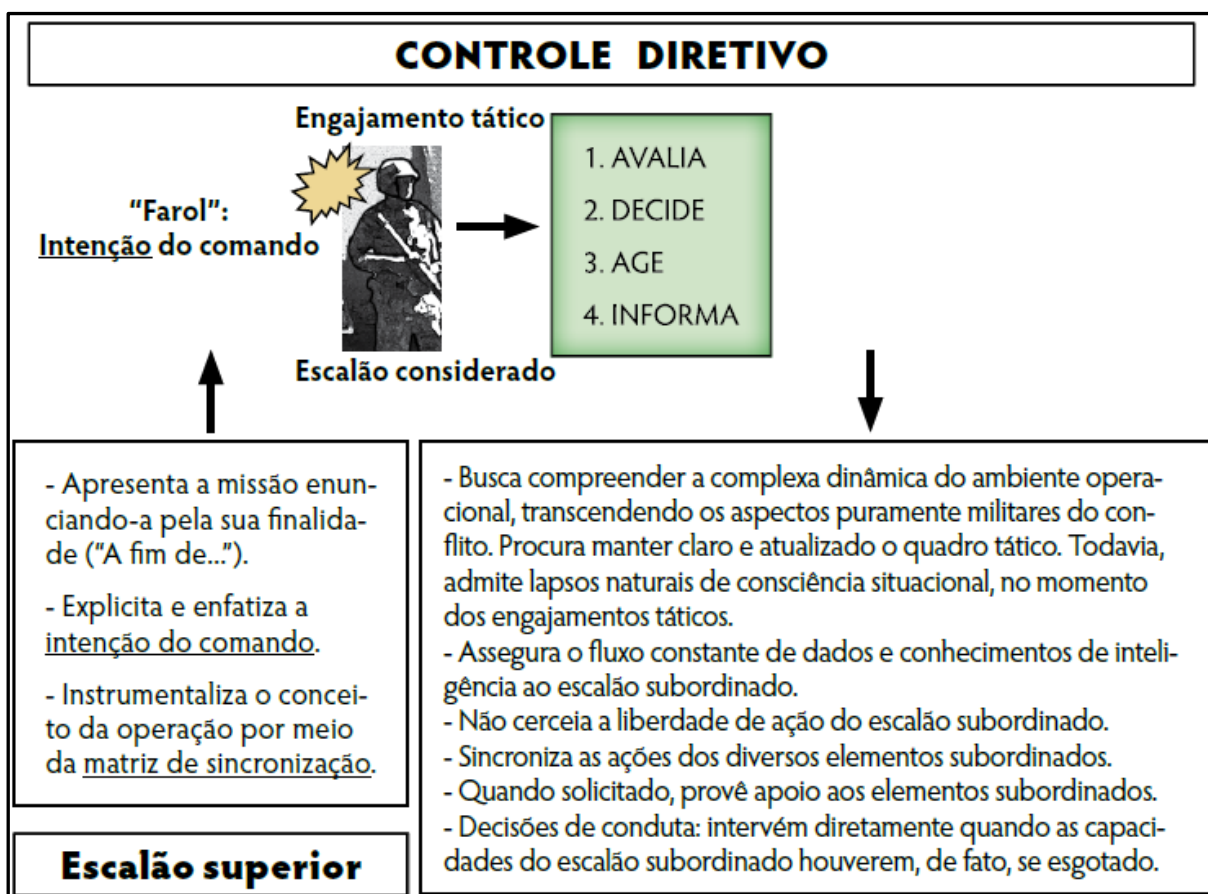 CONTROLE DIRETIVO
Engajamento tático
"Farol":
Intenção do comando
Escalão considerado
1. AVALIA
2. DECIDE
3. AGE
4. INFORMA
- Apresenta a missão enun-
ciando-a pela sua finalida-
de ("A fim de...").
- Explicita e enfatiza a
intenção do comando.
- Instrumentaliza o concei-
to da operação por meio
da matriz de sincronização.
Escalão superior
- Busca compreender a complexa dinâmica do ambiente opera-
cional, transcendendo os aspectos puramente militares do con-
flito. Procura manter claro e atualizado o quadro tático. Todavia,
admite lapsos naturais de consciência situacional, no momento
dos engajamentos táticos.
- Assegura o fluxo constante de dados e conhecimentos de inteli-
gência ao escalão subordinado.
- Não cerceia a liberdade de ação do escalão subordinado.
- Sincroniza as ações dos diversos elementos subordinados.
- Quando solicitado, provê apoio aos elementos subordinados.
- Decisões de conduta: intervém diretamente quando as capaci-
dades do escalão subordinado houverem, de fato, se esgotado.